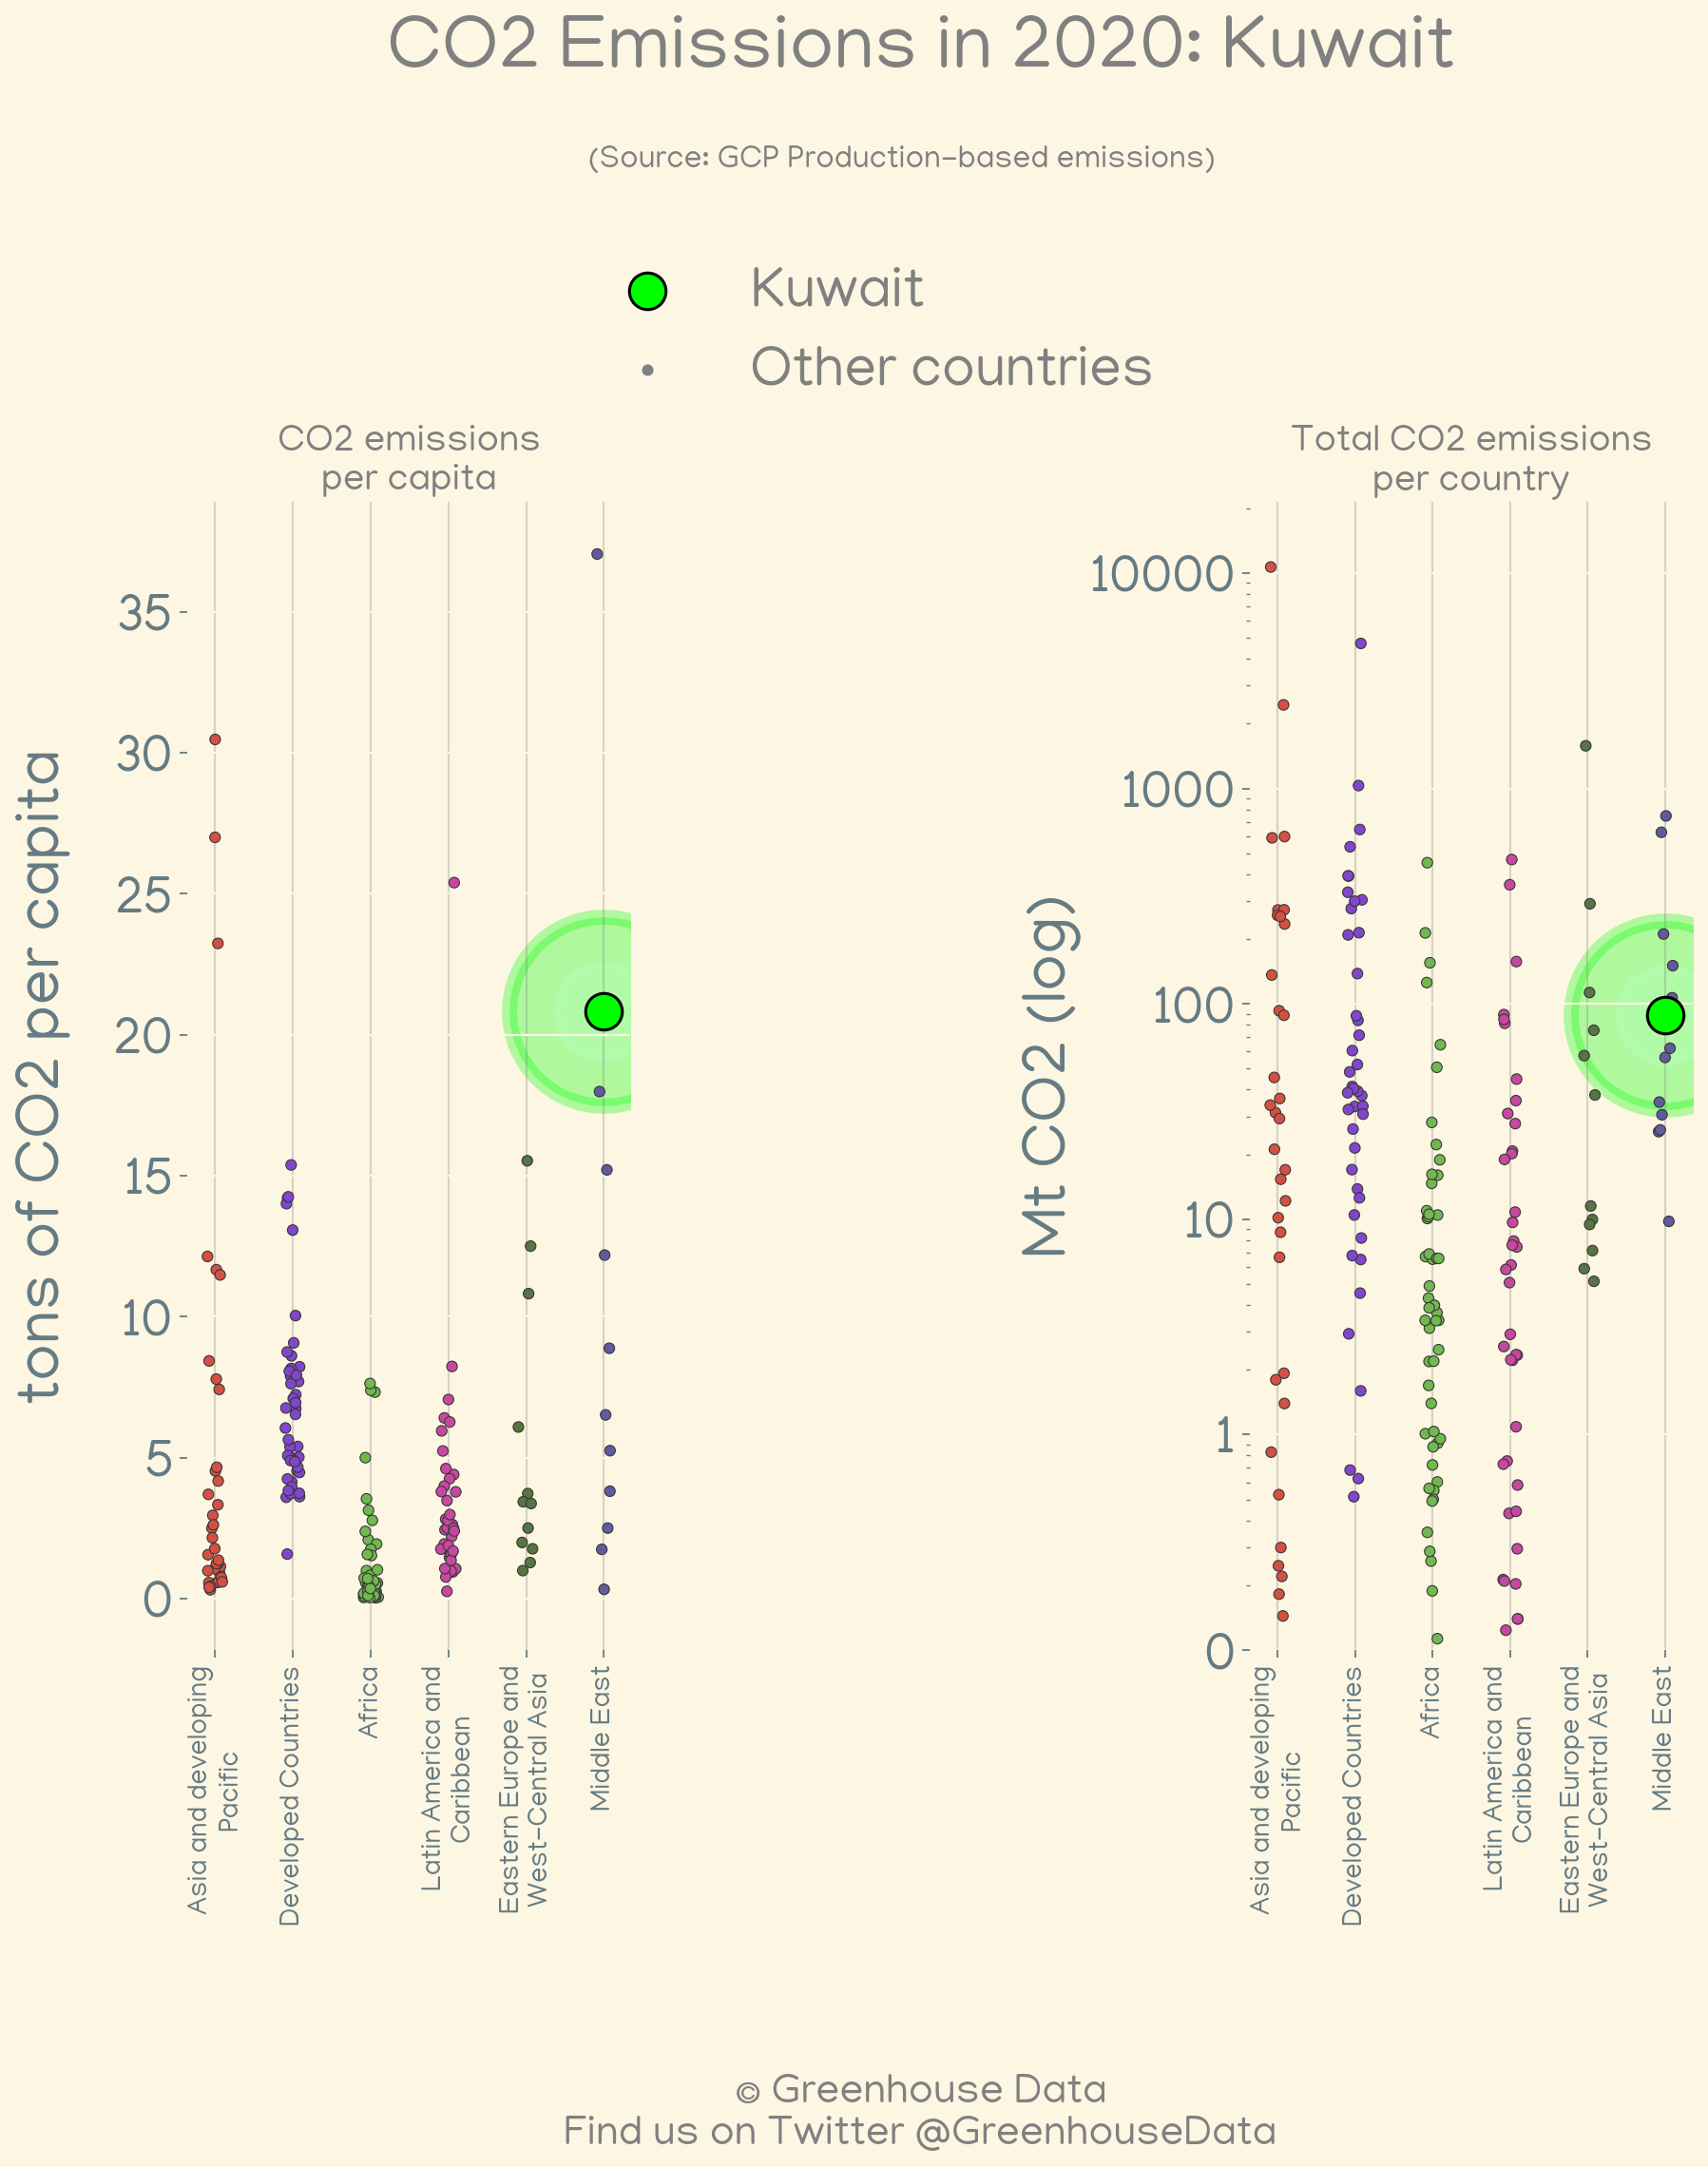 CO2 Emissions in 2020: Kuwait
(Source: GCP Production-based emissions)
Kuwait
Other countries
CO2 emissions
per capita
tons of CO2 per capita
35
30
25
20
15
10
5
0
Asia and developing
Pacific
Developed Countries
Africa
Latin America and
Caribbean
Eastern Europe and
West-Central Asia
Middle East
Total CO2 emissions
per country
Mt CO2 (log)
10000
1000
100
10
1
0
Asia and developing
Pacific
Developed Countries
Africa
Latin America and
Caribbean
Eastern Europe and
West-Central Asia
Middle East
© Greenhouse Data
Find us on Twitter @GreenhouseData